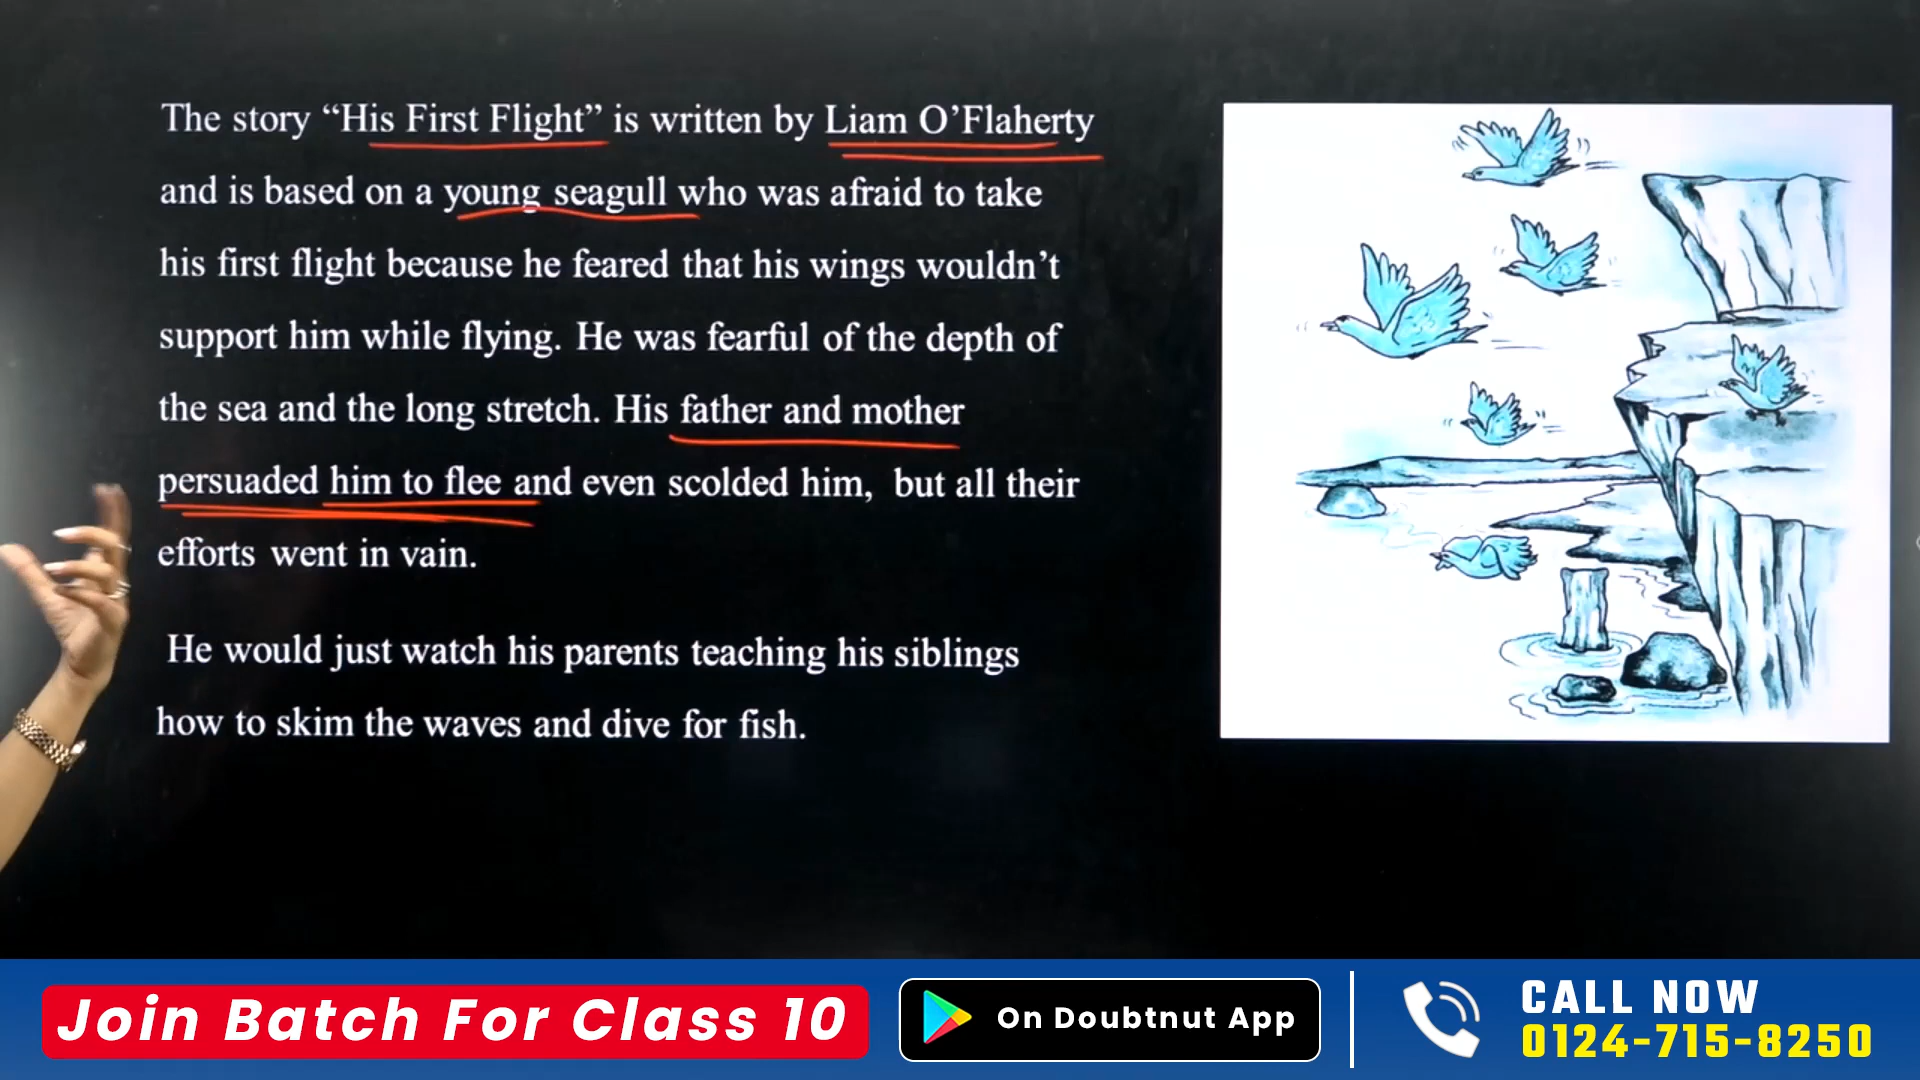 The story “His First Flight” is written by Liam O’Flaherty
and is based on a young seagull who was afraid to take
his first flight because he feared that his wings wouldn’t
support him while flying. He was fearful of the depth of
the sea and the long stretch. His father and mother
persuaded him to flee and even scolded him, but all their
efforts went in vain.
He would just watch his parents teaching his siblings
how to skim the waves and dive for fish.
Join Batch For Class 10
On Doubtnut App
CALL NOW
0124-715-8250